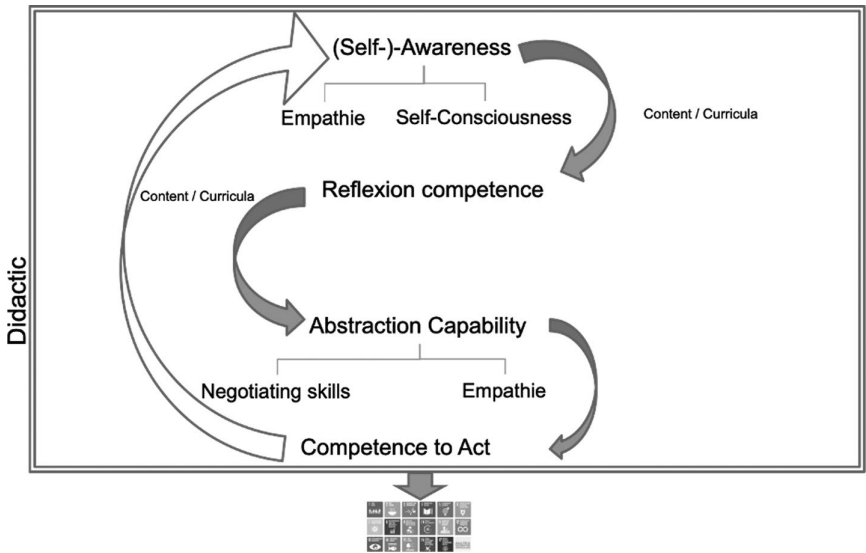 (Self-)-Awareness
Empathie
Self-Consciousness
Content / Curricula
Reflexion competence
Content / Curricula
Didactic
Abstraction Capability
Negotiating skills
Empathie
Competence to Act